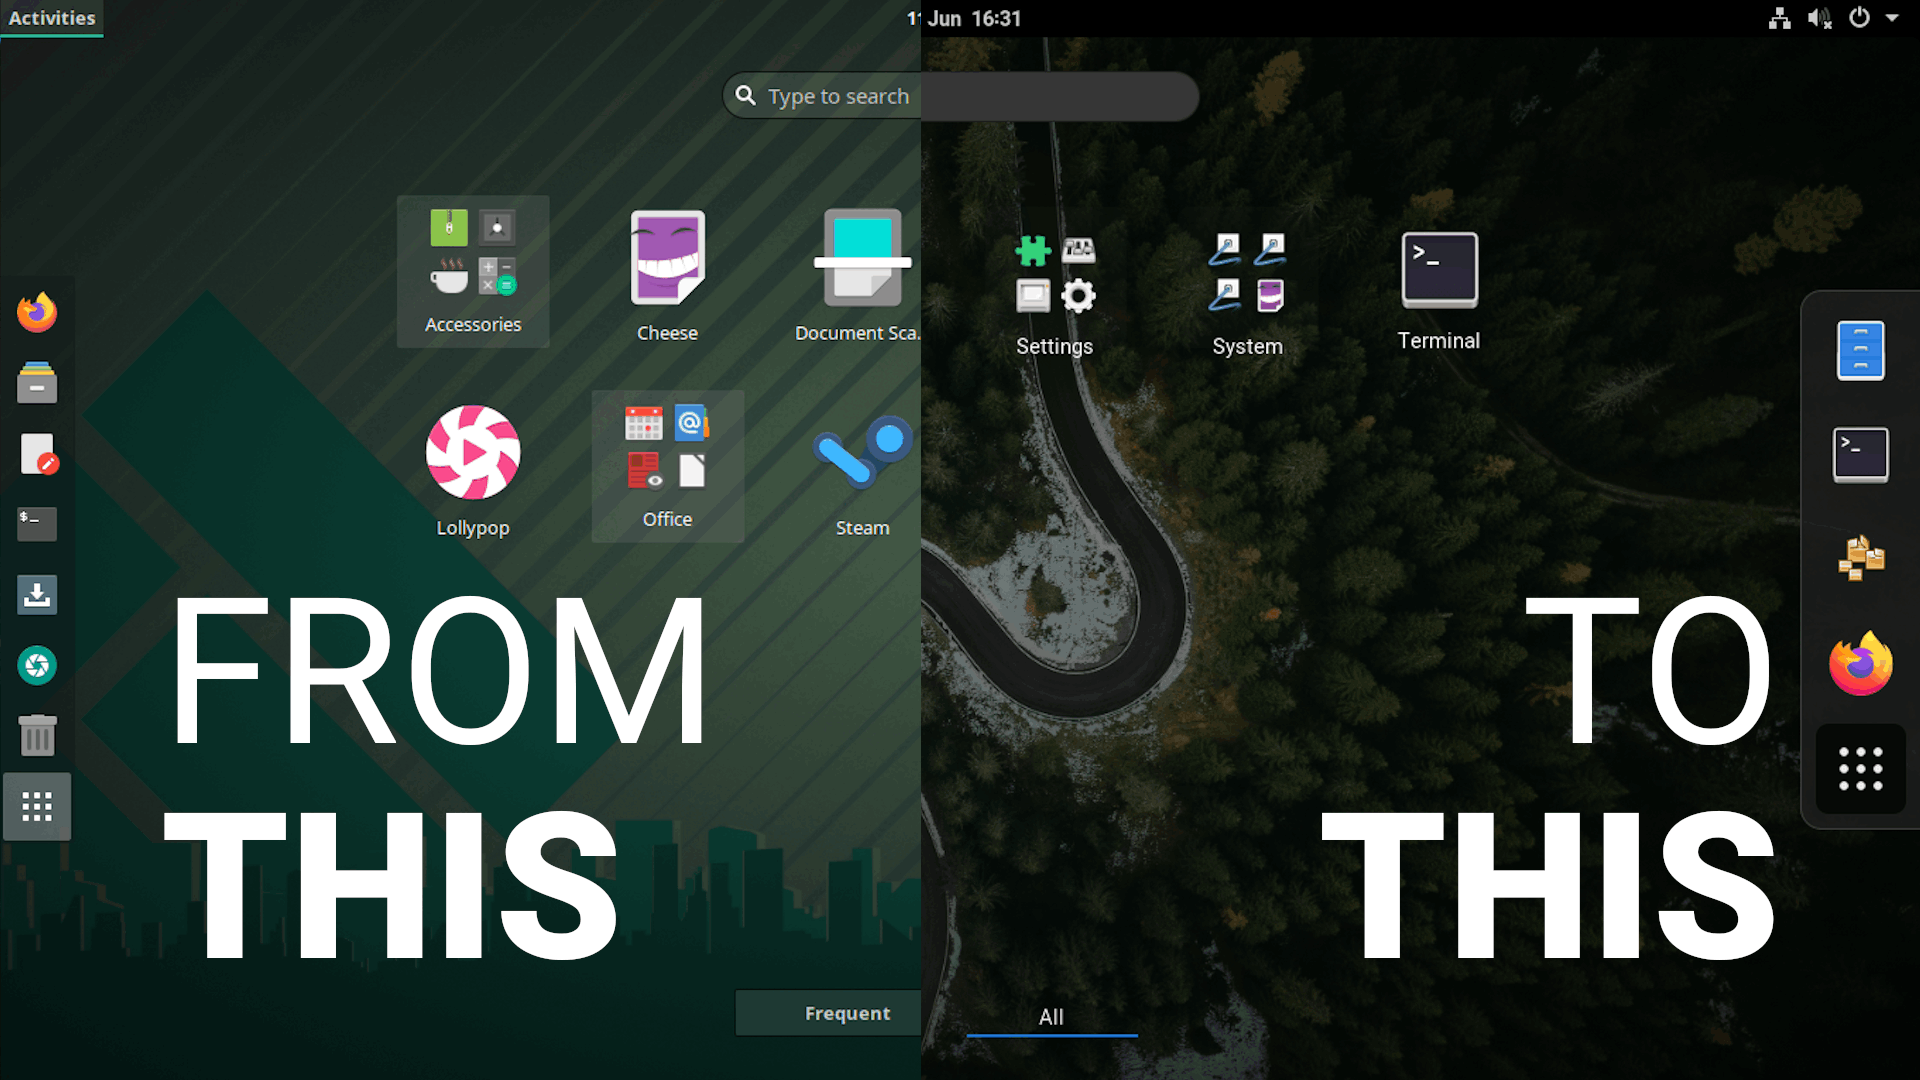 Activities
11 Jun 16:31
Type to search
Accessories
Cheese
Document Sca...
Settings
System
Terminal
Lollypop
Office
Steam
FROM
THIS
TO
THIS
Frequent
All